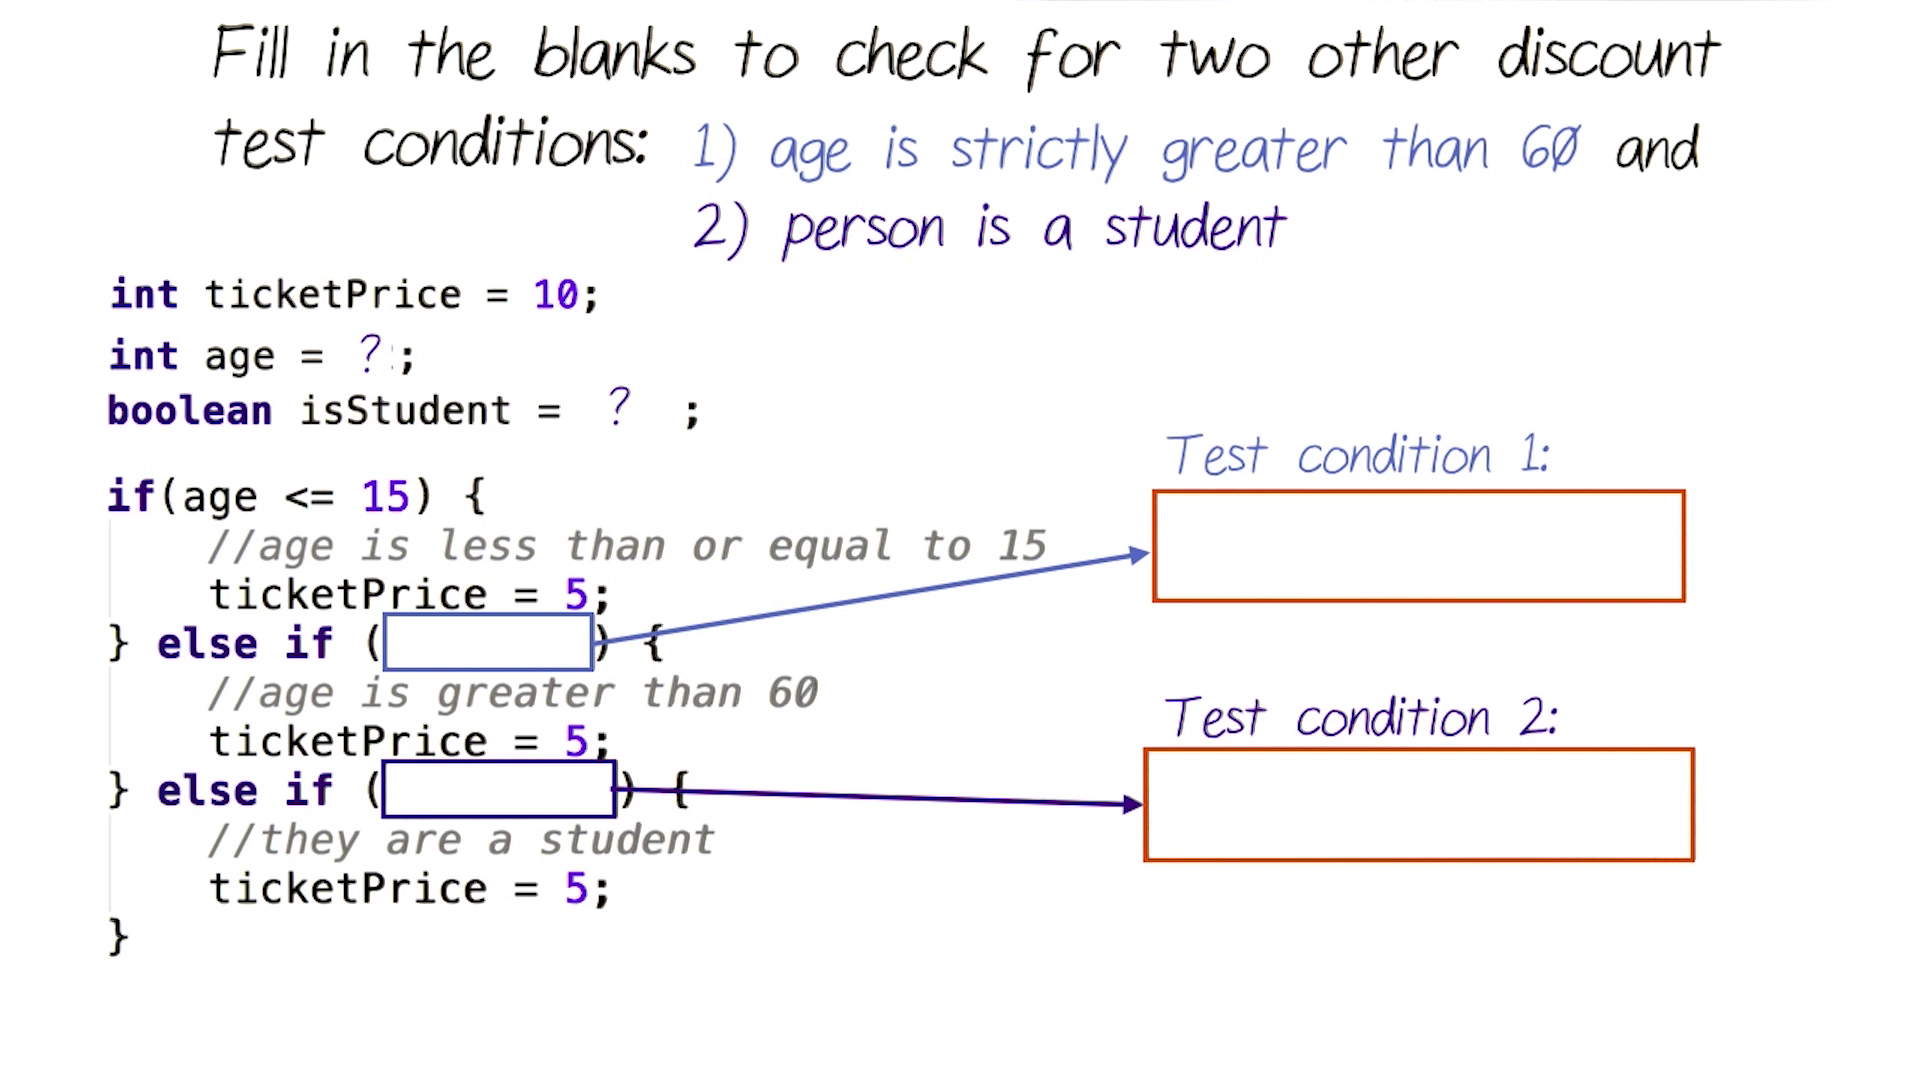 Fill in the blanks to check for two other discount
test conditions: 1) age is strictly greater than 60 and
2) person is a student
int ticketPrice = 10;
int age = ? ;
boolean isStudent = ? ;
if(age <= 15) {
//age is less than or equal to 15
ticketPrice = 5;
} else if ( ) {
//age is greater than 60
ticketPrice = 5;
} else if ( ) {
//they are a student
ticketPrice = 5;
}
Test condition 1:
Test condition 2: